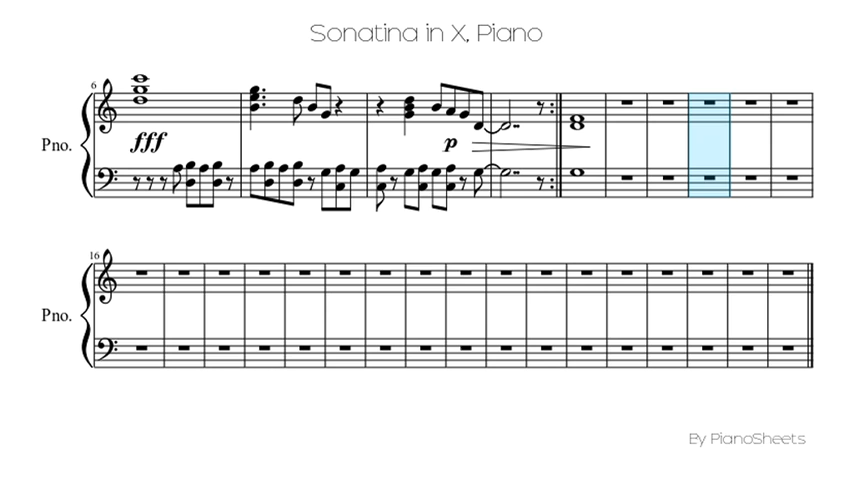 Sonatina in X, Piano
6
Pno.
fff
p
16
Pno.
By PianoSheets